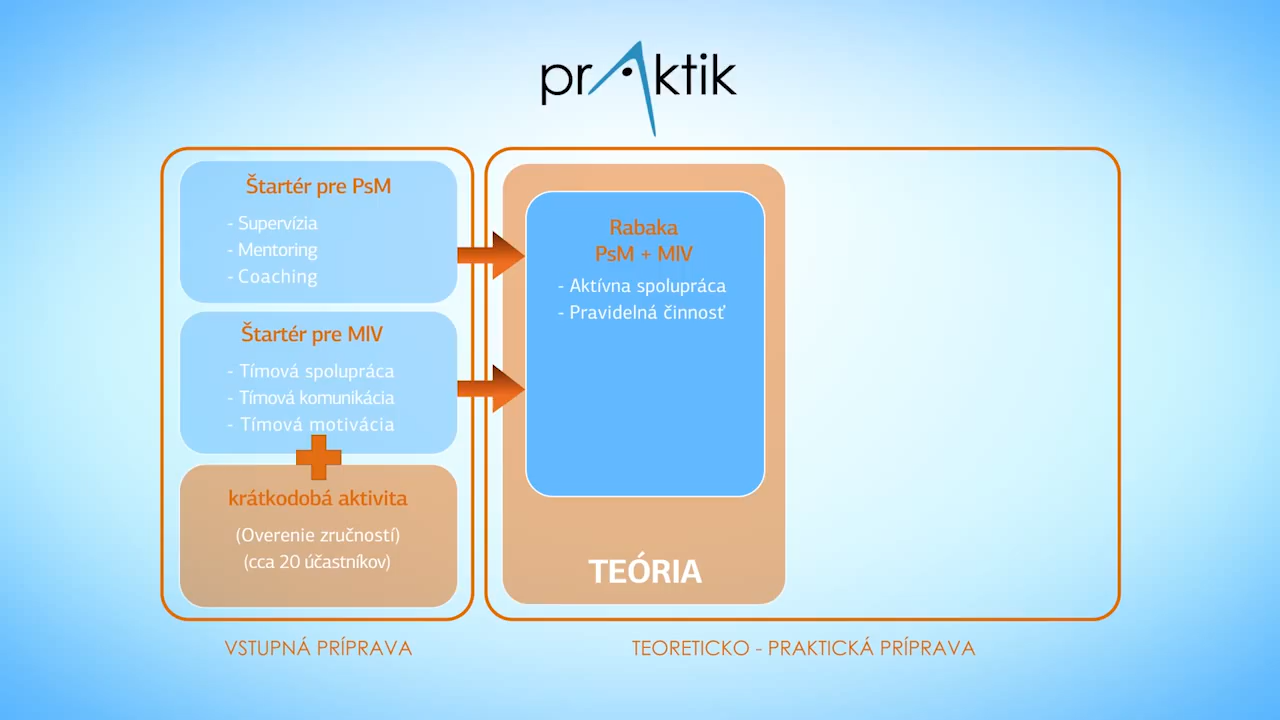 prAktik
Štartér pre PsM
- Supervízia
- Mentoring
- Coaching
Štartér pre MlV
- Tímová spolupráca
- Tímová komunikácia
- Tímová motivácia
krátkodobá aktivita
(Overenie zručností)
(cca 20 účastníkov)
VSTUPNÁ PRÍPRAVA
Rabaka
PsM + MlV
- Aktívna spolupráca
- Pravidelná činnosť
TEÓRIA
TEORETICKO - PRAKTICKÁ PRÍPRAVA